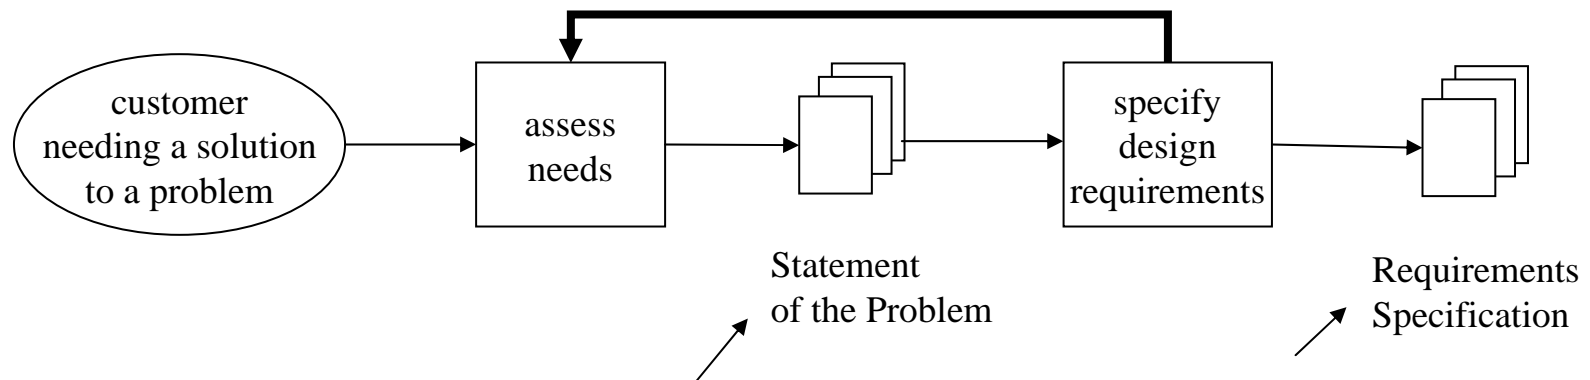 customer
needing a solution
to a problem
assess
needs
specify
design
requirements
Statement
of the Problem
Requirements
Specification